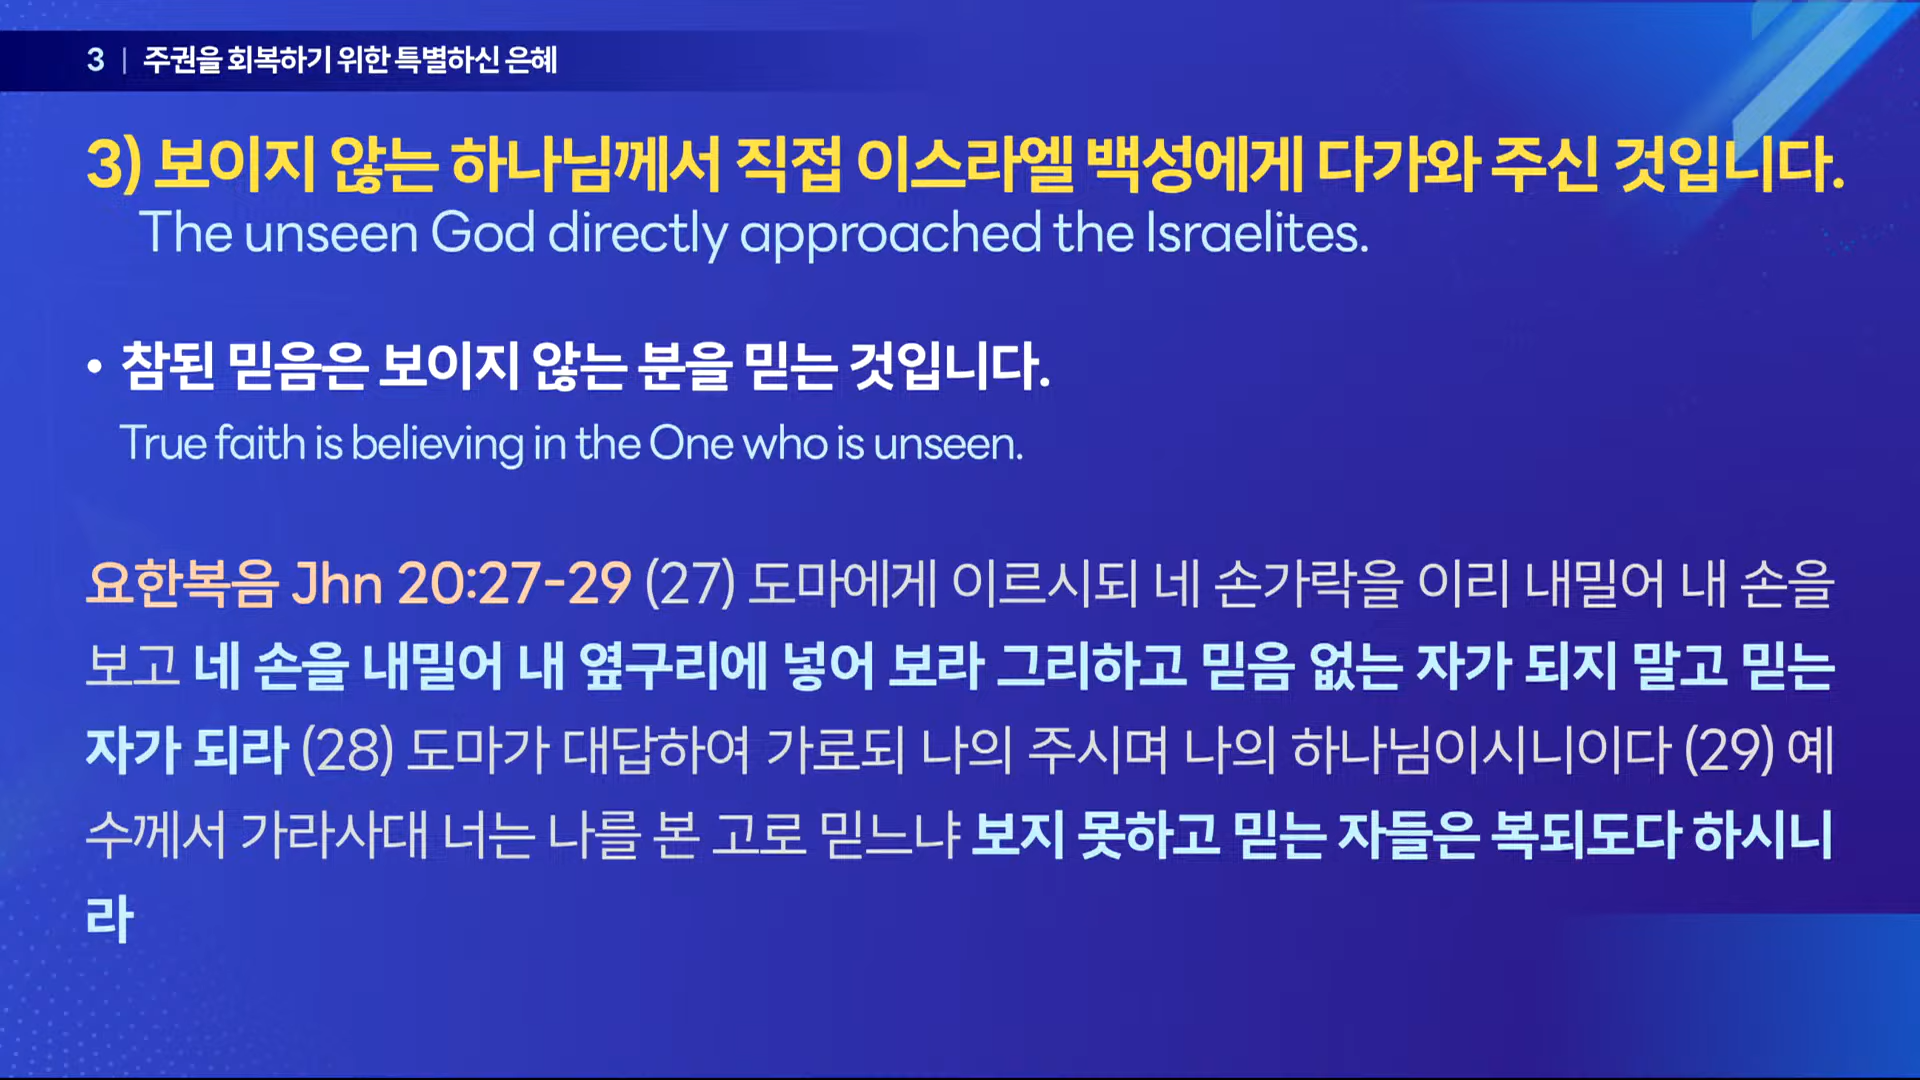 3 | 주권을 회복하기 위한 특별하신 은혜
3) 보이지 않는 하나님께서 직접 이스라엘 백성에게 다가와 주신 것입니다.
The unseen God directly approached the Israelites.
• 참된 믿음은 보이지 않는 분을 믿는 것입니다.
True faith is believing in the One who is unseen.
요한복음 Jhn 20:27-29 (27) 도마에게 이르시되 네 손가락을 이리 내밀어 내 손을
보고 네 손을 내밀어 내 옆구리에 넣어 보라 그리하고 믿음 없는 자가 되지 말고 믿는
자가 되라 (28) 도마가 대답하여 가로되 나의 주시며 나의 하나님이시니이다 (29) 예
수께서 가라사대 너는 나를 본 고로 믿느냐 보지 못하고 믿는 자들은 복되도다 하시니
라